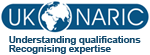 UK NARIC
Understanding qualifications
Recognising expertise